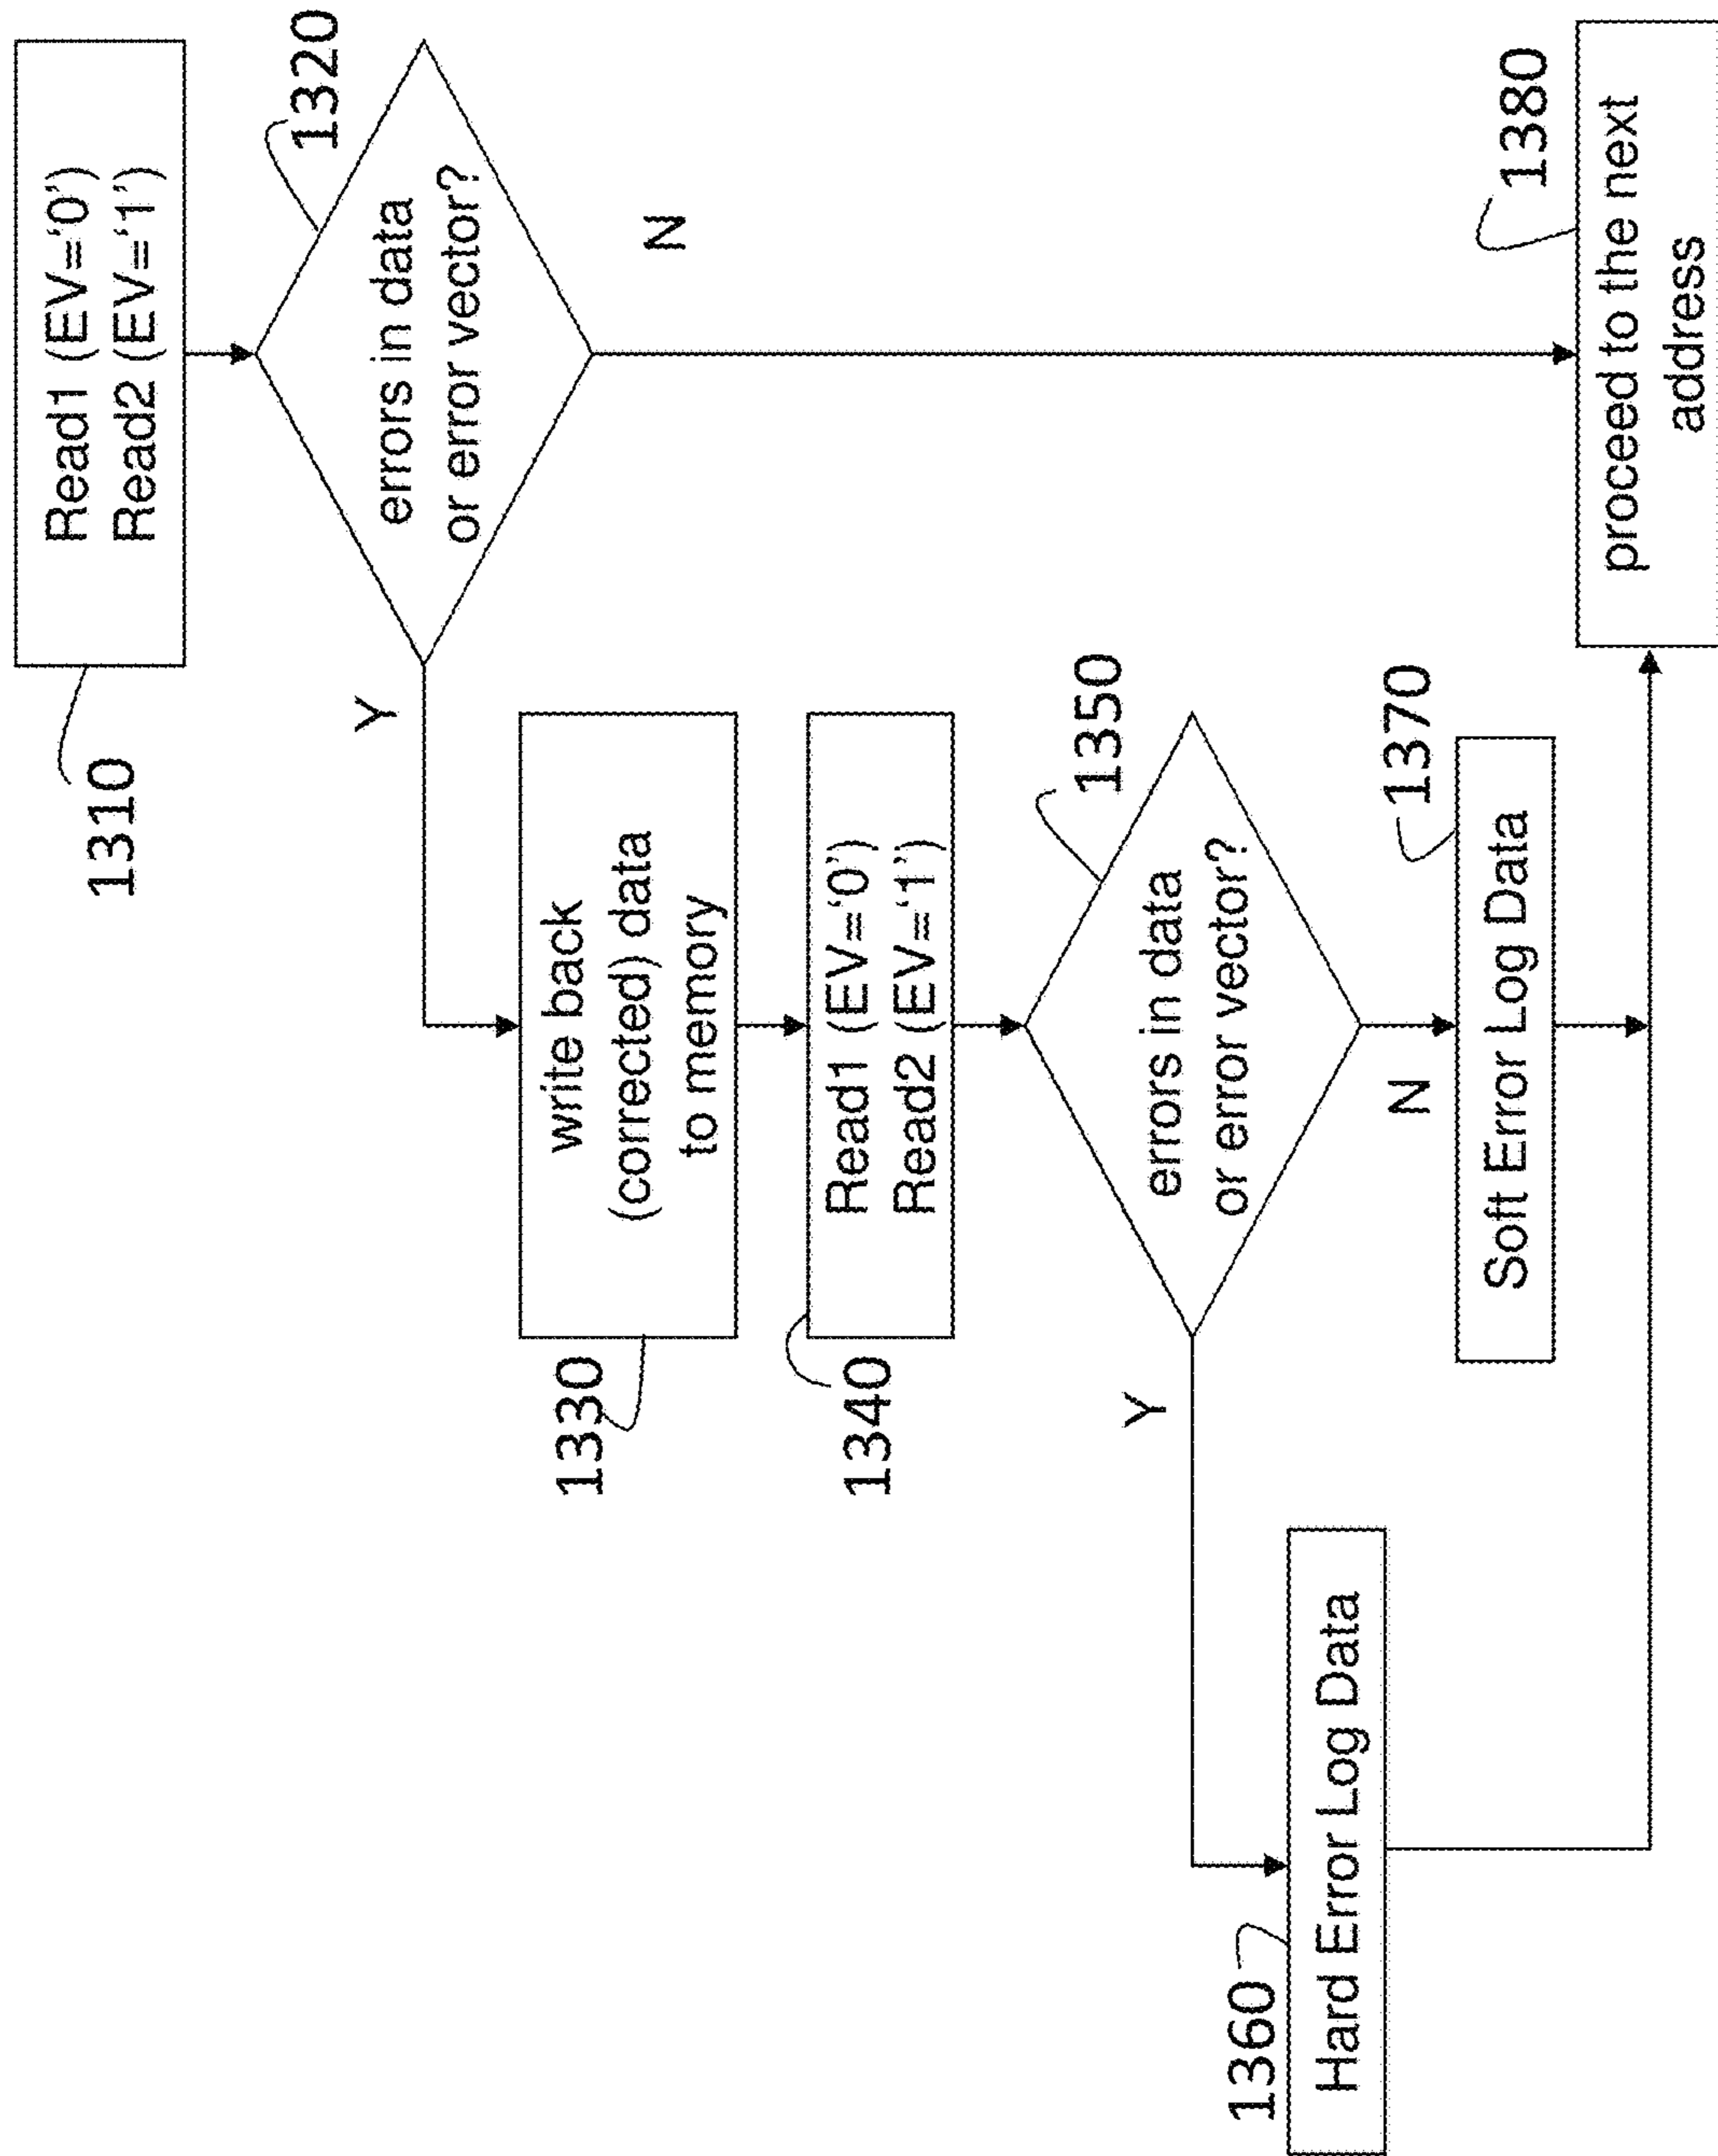 1310
Read1 (EV='0')
Read2 (EV='1')
1320
errors in data
or error vector?
Y
N
1330
write back
(corrected) data
to memory
1340
Read1 (EV='0')
Read2 (EV='1')
1350
errors in data
or error vector?
Y
N
1360
Hard Error Log Data
1370
Soft Error Log Data
1380
proceed to the next
address